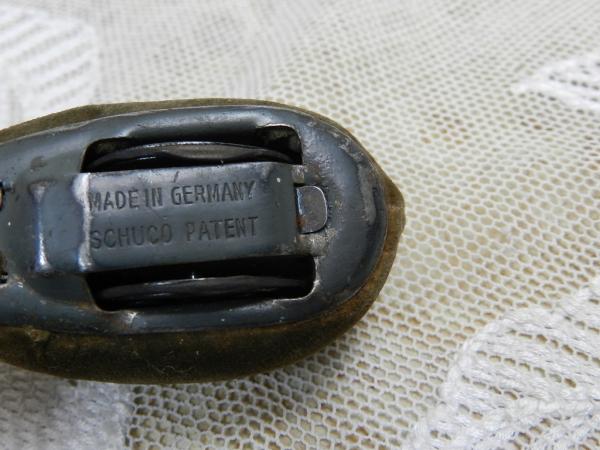 MADE IN GERMANY
SCHUCO PATENT